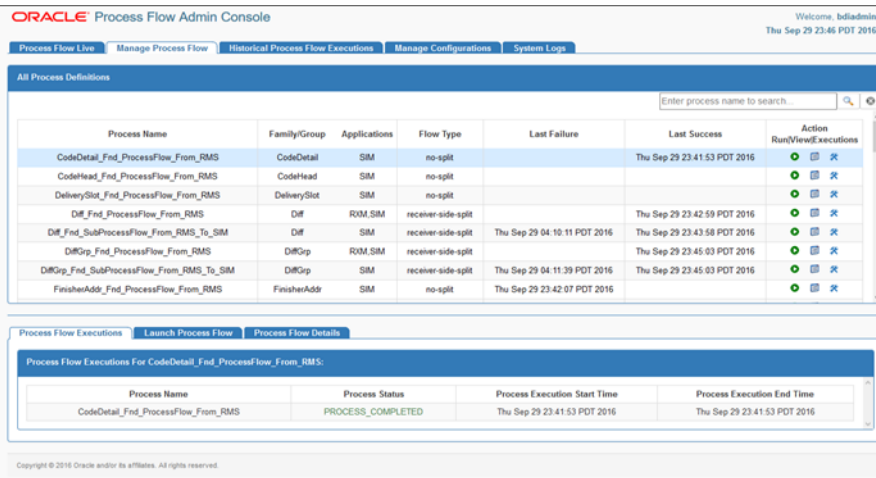 ORACLE Process Flow Admin Console
Welcome, bdiadmin
Thu Sep 29 23:46 PDT 2016
Process Flow Live Manage Process Flow Historical Process Flow Executions Manage Configurations System Logs
All Process Definitions
Enter process name to search...
Process Name Family/Group Applications Flow Type Last Failure Last Success Action
Run|View|Executions
CodeDetail_Fnd_ProcessFlow_From_RMS CodeDetail SIM no-split Thu Sep 29 23:41:53 PDT 2016
CodeHead_Fnd_ProcessFlow_From_RMS CodeHead SIM no-split
DeliverySlot_Fnd_ProcessFlow_From_RMS DeliverySlot SIM no-split
Diff_Fnd_ProcessFlow_From_RMS Diff RXM,SIM receiver-side-split Thu Sep 29 23:42:59 PDT 2016
Diff_Fnd_SubProcessFlow_From_RMS_To_SIM Diff SIM receiver-side-split Thu Sep 29 04:10:11 PDT 2016 Thu Sep 29 23:43:58 PDT 2016
DiffGrp_Fnd_ProcessFlow_From_RMS DiffGrp RXM,SIM receiver-side-split Thu Sep 29 23:45:03 PDT 2016
DiffGrp_Fnd_SubProcessFlow_From_RMS_To_SIM DiffGrp SIM receiver-side-split Thu Sep 29 04:11:39 PDT 2016 Thu Sep 29 23:45:03 PDT 2016
FinisherAddr_Fnd_ProcessFlow_From_RMS FinisherAddr SIM no-split Thu Sep 29 23:42:07 PDT 2016
Process Flow Executions Launch Process Flow Process Flow Details
Process Flow Executions For CodeDetail_Fnd_ProcessFlow_From_RMS:
Process Name Process Status Process Execution Start Time Process Execution End Time
CodeDetail_Fnd_ProcessFlow_From_RMS PROCESS_COMPLETED Thu Sep 29 23:41:53 PDT 2016 Thu Sep 29 23:41:53 PDT 2016
Copyright © 2016 Oracle and/or its affiliates. All rights reserved.